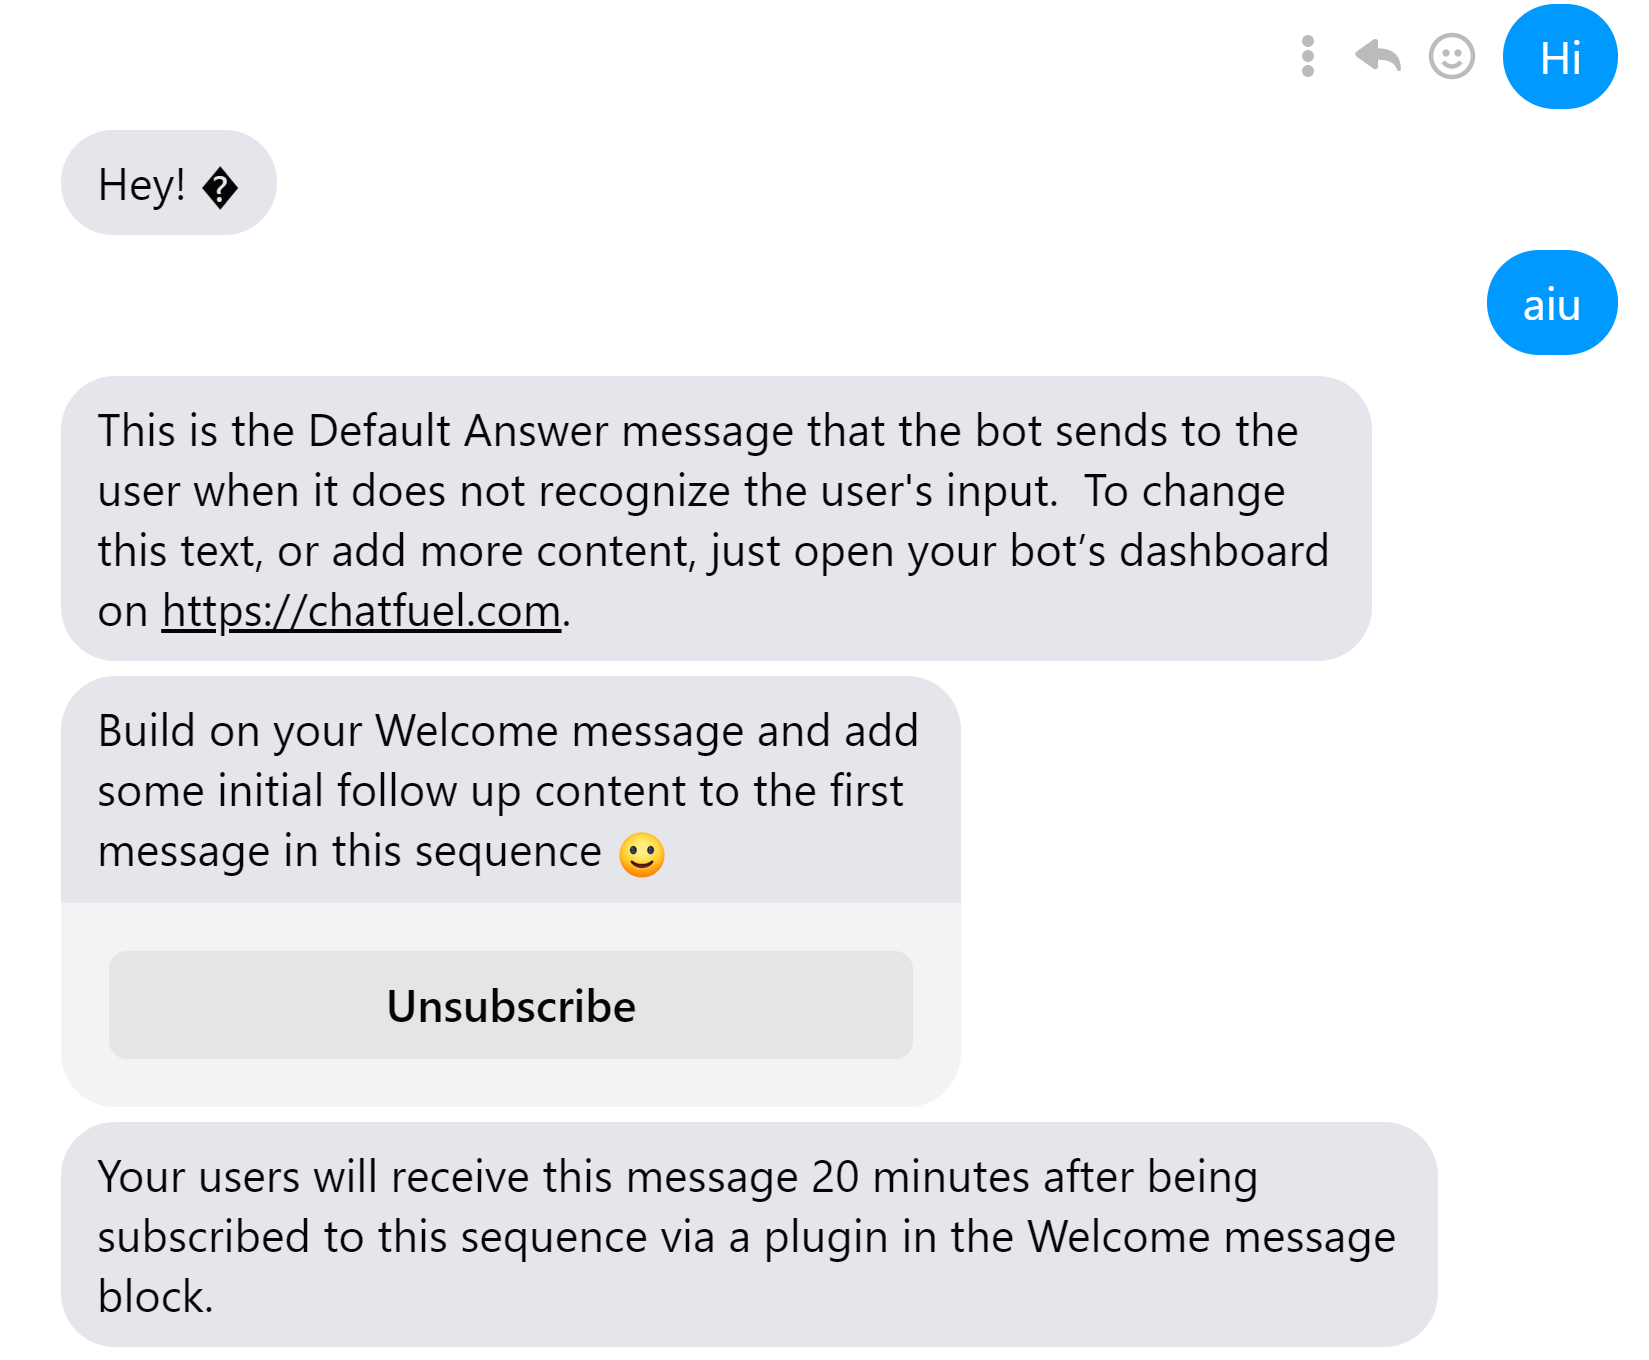 Hi
Hey! �
aiu
This is the Default Answer message that the bot sends to the
user when it does not recognize the user's input.  To change
this text, or add more content, just open your bot’s dashboard
on https://chatfuel.com.
Build on your Welcome message and add
some initial follow up content to the first
message in this sequence 🙂
Unsubscribe
Your users will receive this message 20 minutes after being
subscribed to this sequence via a plugin in the Welcome message
block.